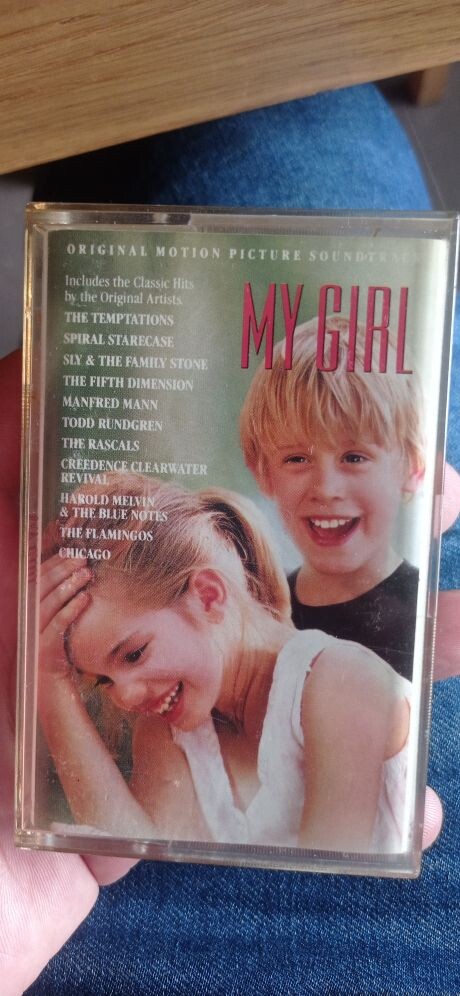 ORIGINAL MOTION PICTURE SOUNDTRACK
Includes the Classic Hits
by the Original Artists
MY GIRL
THE TEMPTATIONS
SPIRAL STARECASE
SLY & THE FAMILY STONE
THE FIFTH DIMENSION
MANFRED MANN
TODD RUNDGREN
THE RASCALS
CREEDENCE CLEARWATER
REVIVAL
HAROLD MELVIN
& THE BLUE NOTES
THE FLAMINGOS
CHICAGO